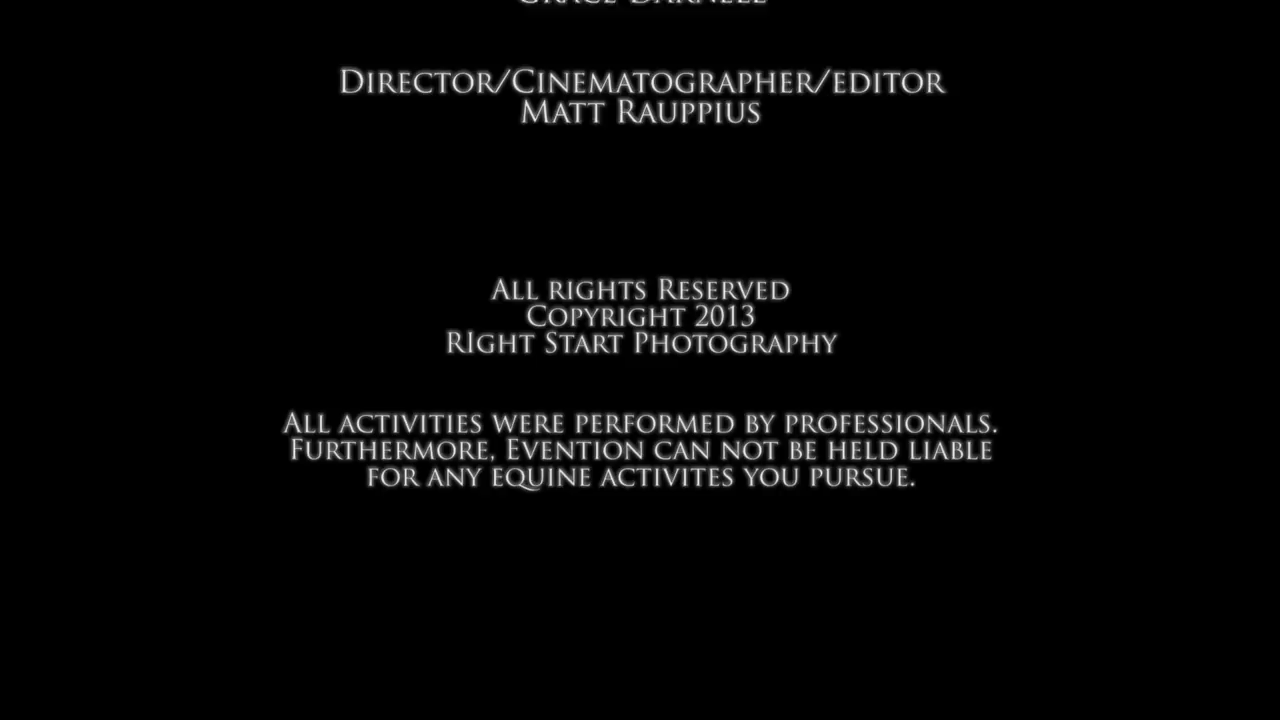 Director/Cinematographer/editor
Matt Rauppius
All rights Reserved
Copyright 2013
RIght Start Photography
All activities were performed by professionals.
Furthermore, Evention can not be held liable
for any equine activites you pursue.